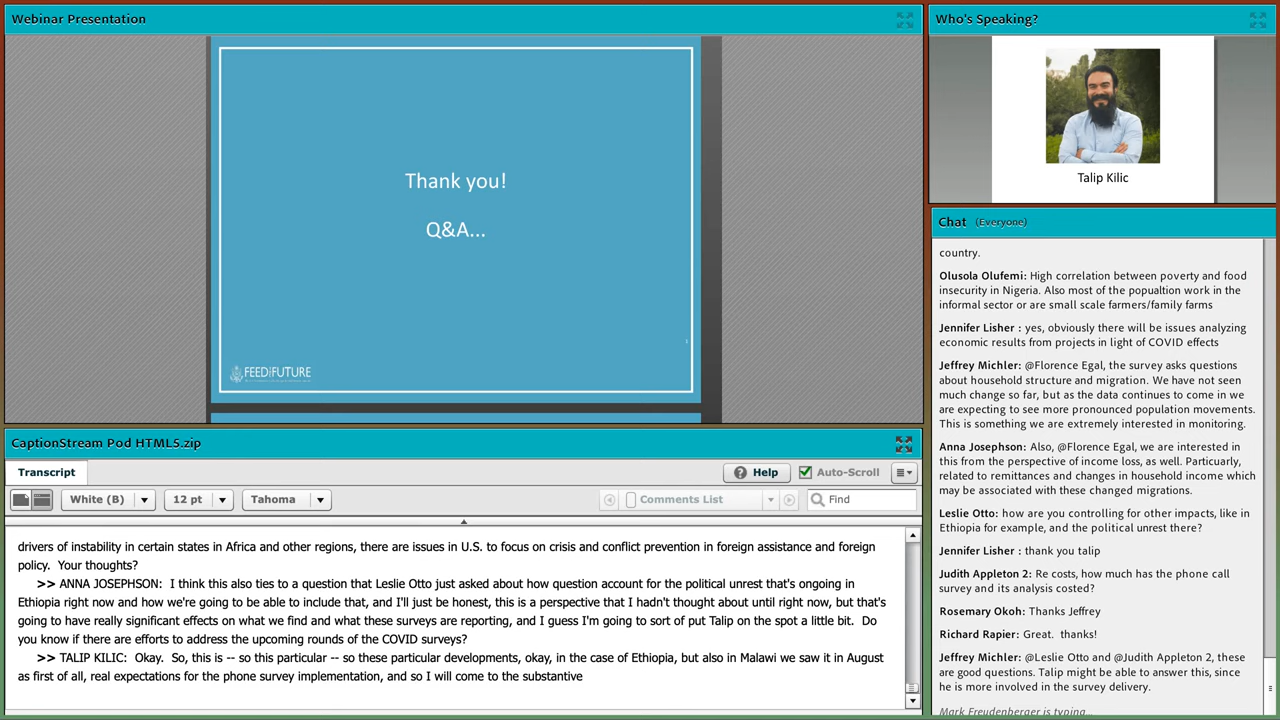 Webinar Presentation
Thank you!
Q&A...
FEED THE FUTURE
Who's Speaking?
Talip Kilic
Chat (Everyone)
country.
Olusola Olufemi: High correlation between poverty and food
insecurity in Nigeria. Also most of the popualtion work in the
informal sector or are small scale farmers/family farms
Jennifer Lisher : yes, obviously there will be issues analyzing
economic results from projects in light of COVID effects
Jeffrey Michler: @Florence Egal, the survey asks questions
about household structure and migration. We have not seen
much change so far, but as the data continues to come in we
are expecting to see more pronounced population movements.
This is something we are extremely interested in monitoring.
Anna Josephson: Also, @Florence Egal, we are interested in
this from the perspective of income loss, as well. Particuarly,
related to remittances and changes in household income which
may be associated with these changed migrations.
Leslie Otto: how are you controlling for other impacts, like in
Ethiopia for example, and the political unrest there?
Jennifer Lisher : thank you talip
Judith Appleton 2: Re costs, how much has the phone call
survey and its analysis costed?
Rosemary Okoh: Thanks Jeffrey
Richard Rapier: Great. thanks!
Jeffrey Michler: @Leslie Otto and @Judith Appleton 2, these
are good questions. Talip might be able to answer this, since
he is more involved in the survey delivery.
Mark Freudenberger is typing...
CaptionStream Pod HTML5.zip
Transcript
Help
Auto-Scroll
White (B)
12 pt
Tahoma
Comments List
Find
drivers of instability in certain states in Africa and other regions, there are issues in U.S. to focus on crisis and conflict prevention in foreign assistance and foreign
policy. Your thoughts?
>> ANNA JOSEPHSON: I think this also ties to a question that Leslie Otto just asked about how question account for the political unrest that's ongoing in
Ethiopia right now and how we're going to be able to include that, and I'll just be honest, this is a perspective that I hadn't thought about until right now, but that's
going to have really significant effects on what we find and what these surveys are reporting, and I guess I'm going to sort of put Talip on the spot a little bit. Do
you know if there are efforts to address the upcoming rounds of the COVID surveys?
>> TALIP KILIC: Okay. So, this is -- so this particular -- so these particular developments, okay, in the case of Ethiopia, but also in Malawi we saw it in August
as first of all, real expectations for the phone survey implementation, and so I will come to the substantive